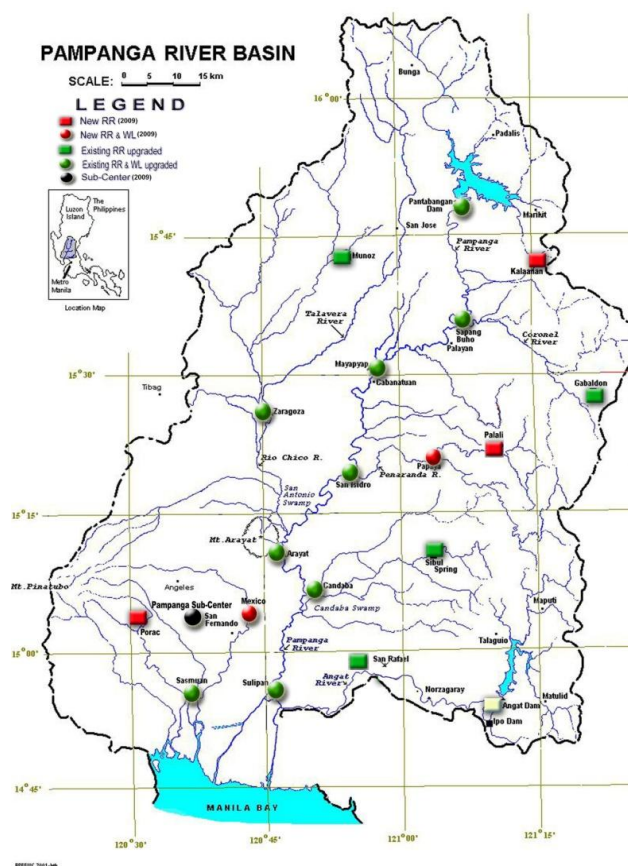 PAMPANGA RIVER BASIN
SCALE: 0 5 10 15 km
LEGEND
New RR (2009)
New RR & WL (2009)
Existing RR upgraded
Existing RR & WL upgraded
Sub-Center (2009)
Luzon
Island
The
Philippines
Metro
Manila
Location Map
Bunga
16° 00'
Padalis
Pantabangan
Dam
Marikit
San Jose
15° 45'
Pampanga
River
Munoz
Kalaanan
Talavera
River
Sapang
Buho
Coronel
River
Palayan
Mayapyap
Cabanatuan
15° 30'
Tibag
Gabaldon
Zaragoza
Palali
Rio Chico R.
Papaya
Penaranda R.
San Isidro
San
Antonio
Swamp
15° 15'
Mt.Arayat
Arayat
Sibul
Spring
Mt.Pinatubo
Angeles
Candaba
Candaba Swamp
Haputi
Pampanga Sub-Center
Mexico
San
Fernando
Porac
Talaguio
Pampanga
River
15° 00'
San Rafael
Angat
River
Sasmuan
Sulipan
Norzagaray
Matulid
Angat Dam
Ipo Dam
14° 45'
MANILA BAY
120° 30'
120° 45'
121° 00'
121° 15'